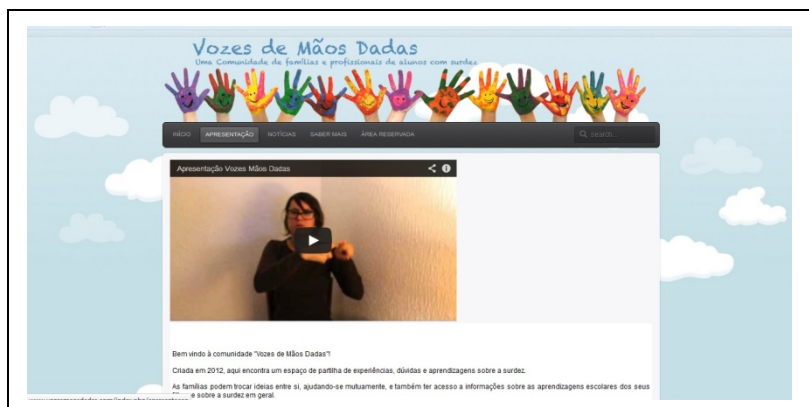 Vozes de Mãos Dadas
Uma Comunidade de famílias e profissionais de alunos com surdez
INÍCIO APRESENTAÇÃO NOTÍCIAS SABER MAIS ÁREA RESERVADA search...
Apresentação Vozes Mãos Dadas
Bem vindo à comunidade "Vozes de Mãos Dadas"!
Criada em 2012, aqui encontra um espaço de partilha de experiências, dúvidas e aprendizagens sobre a surdez.
As famílias podem trocar ideias entre si, ajudando-se mutuamente, e também ter acesso a informações sobre as aprendizagens escolares dos seus
e sobre a surdez em geral.